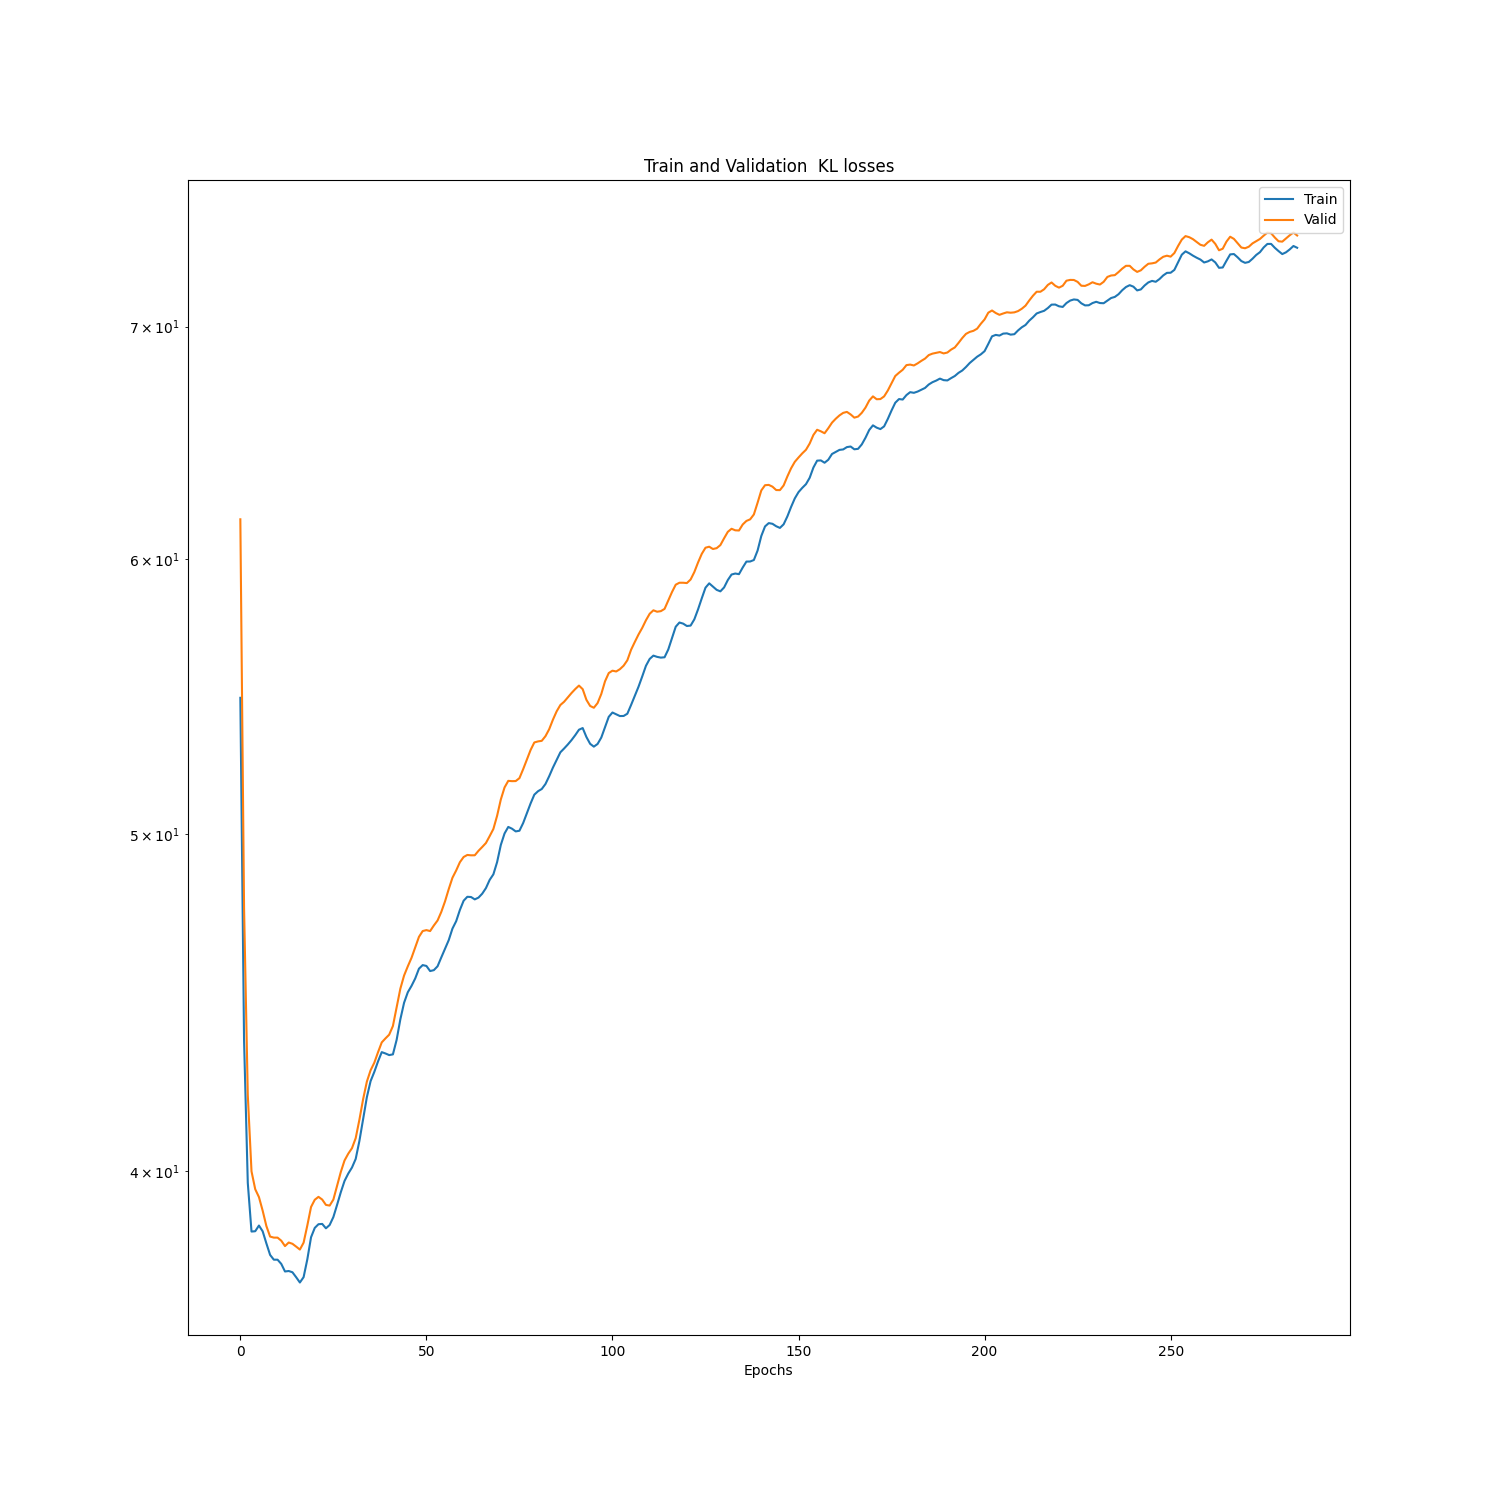 Train and Validation  KL losses
Train
Valid
7 × 10¹
6 × 10¹
5 × 10¹
4 × 10¹
0 50 100 150 200 250
Epochs